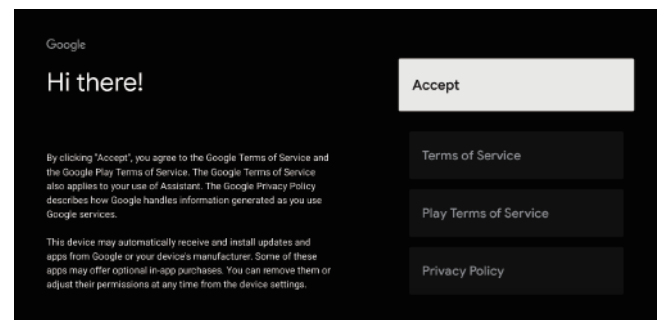 Google
Hi there!
By clicking "Accept", you agree to the Google Terms of Service and
the Google Play Terms of Service. The Google Terms of Service
also applies to your use of Assistant. The Google Privacy Policy
describes how Google handles information generated as you use
Google services.
This device may automatically receive and install updates and
apps from Google or your device's manufacturer. Some of these
apps may offer optional in-app purchases. You can remove them or
adjust their permissions at any time from the device settings.
Accept
Terms of Service
Play Terms of Service
Privacy Policy